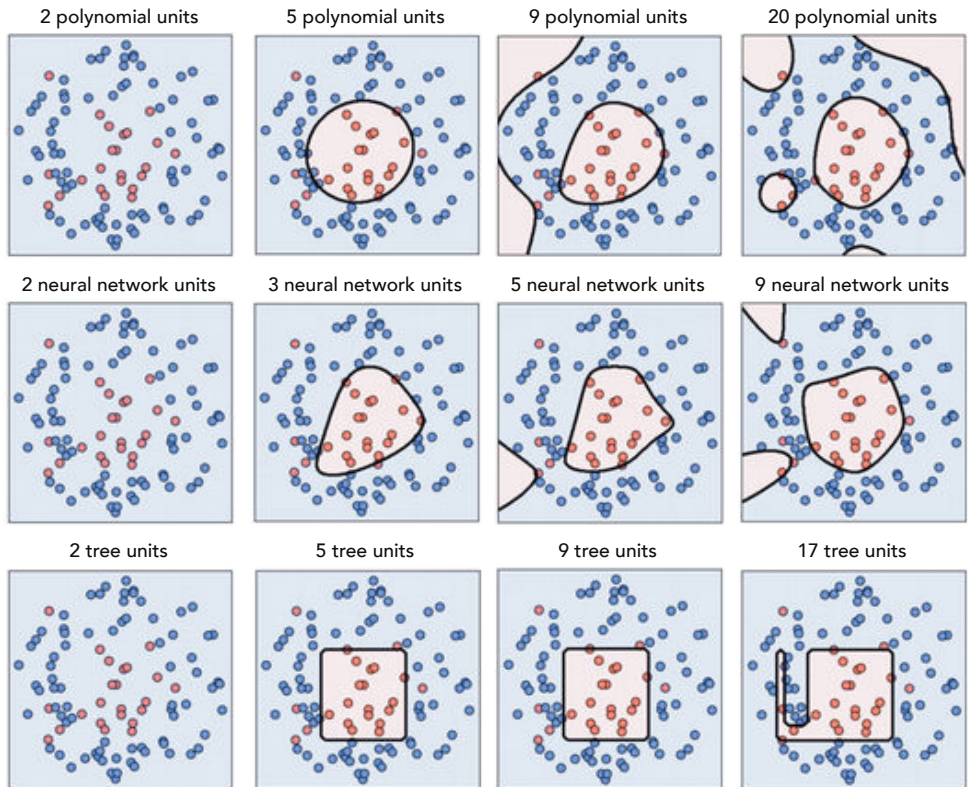 2 polynomial units
5 polynomial units
9 polynomial units
20 polynomial units
2 neural network units
3 neural network units
5 neural network units
9 neural network units
2 tree units
5 tree units
9 tree units
17 tree units